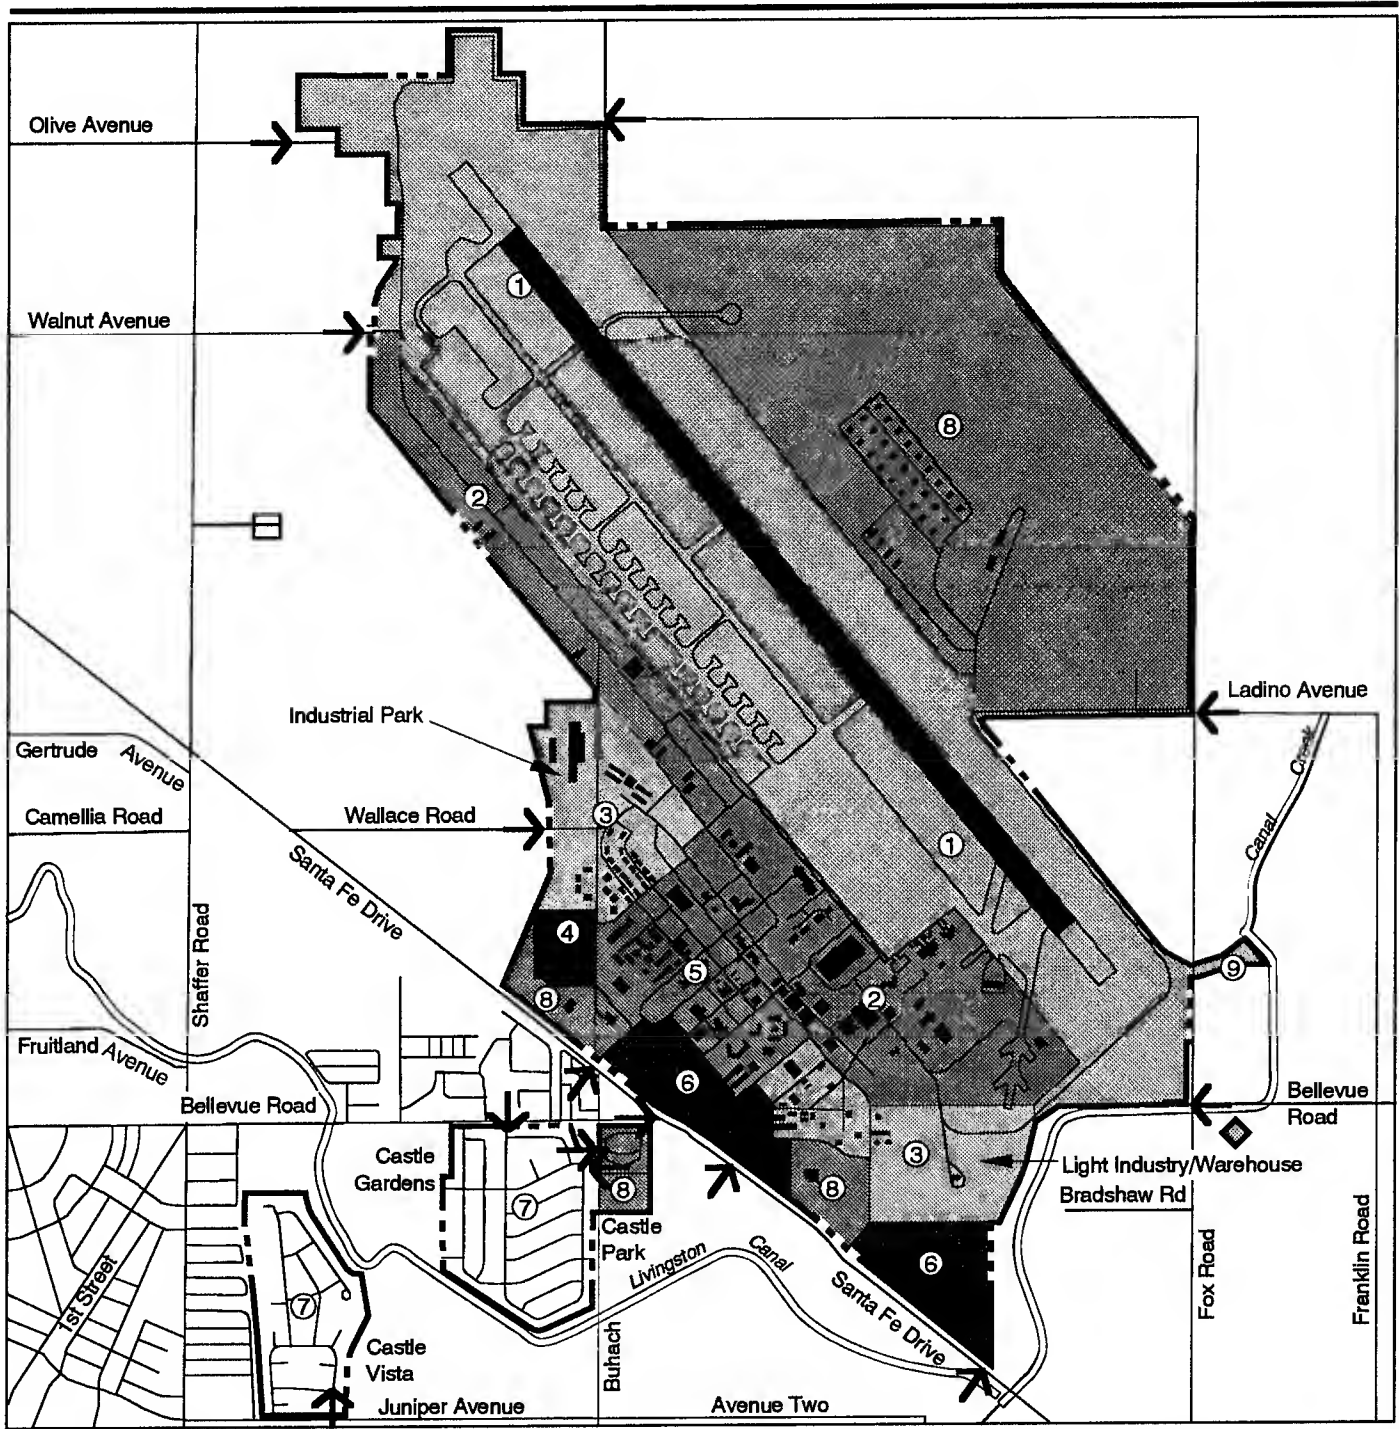 Olive Avenue
①
Walnut Avenue
⑧
②
Ladino Avenue
Industrial Park
Gertrude Avenue
Canal Creek
Camellia Road
Wallace Road
③
①
Santa Fe Drive
Shaffer Road
④
⑤
⑨
⑧
②
Fruitland Avenue
⑥
Bellevue Road
Bellevue
Road
Castle
Gardens
③
Light Industry/Warehouse
⑦
⑧
⑧
Bradshaw Rd
Castle
Park
Livingston Canal
⑥
Fox Road
Franklin Road
1st Street
⑦
Santa Fe Drive
Castle
Vista
Buhach
Juniper Avenue
Avenue Two